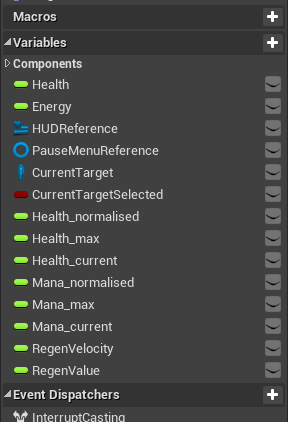 Macros
Variables
Components
Health
Energy
HUDReference
PauseMenuReference
CurrentTarget
CurrentTargetSelected
Health_normalised
Health_max
Health_current
Mana_normalised
Mana_max
Mana_current
RegenVelocity
RegenValue
Event Dispatchers
InterruptCasting